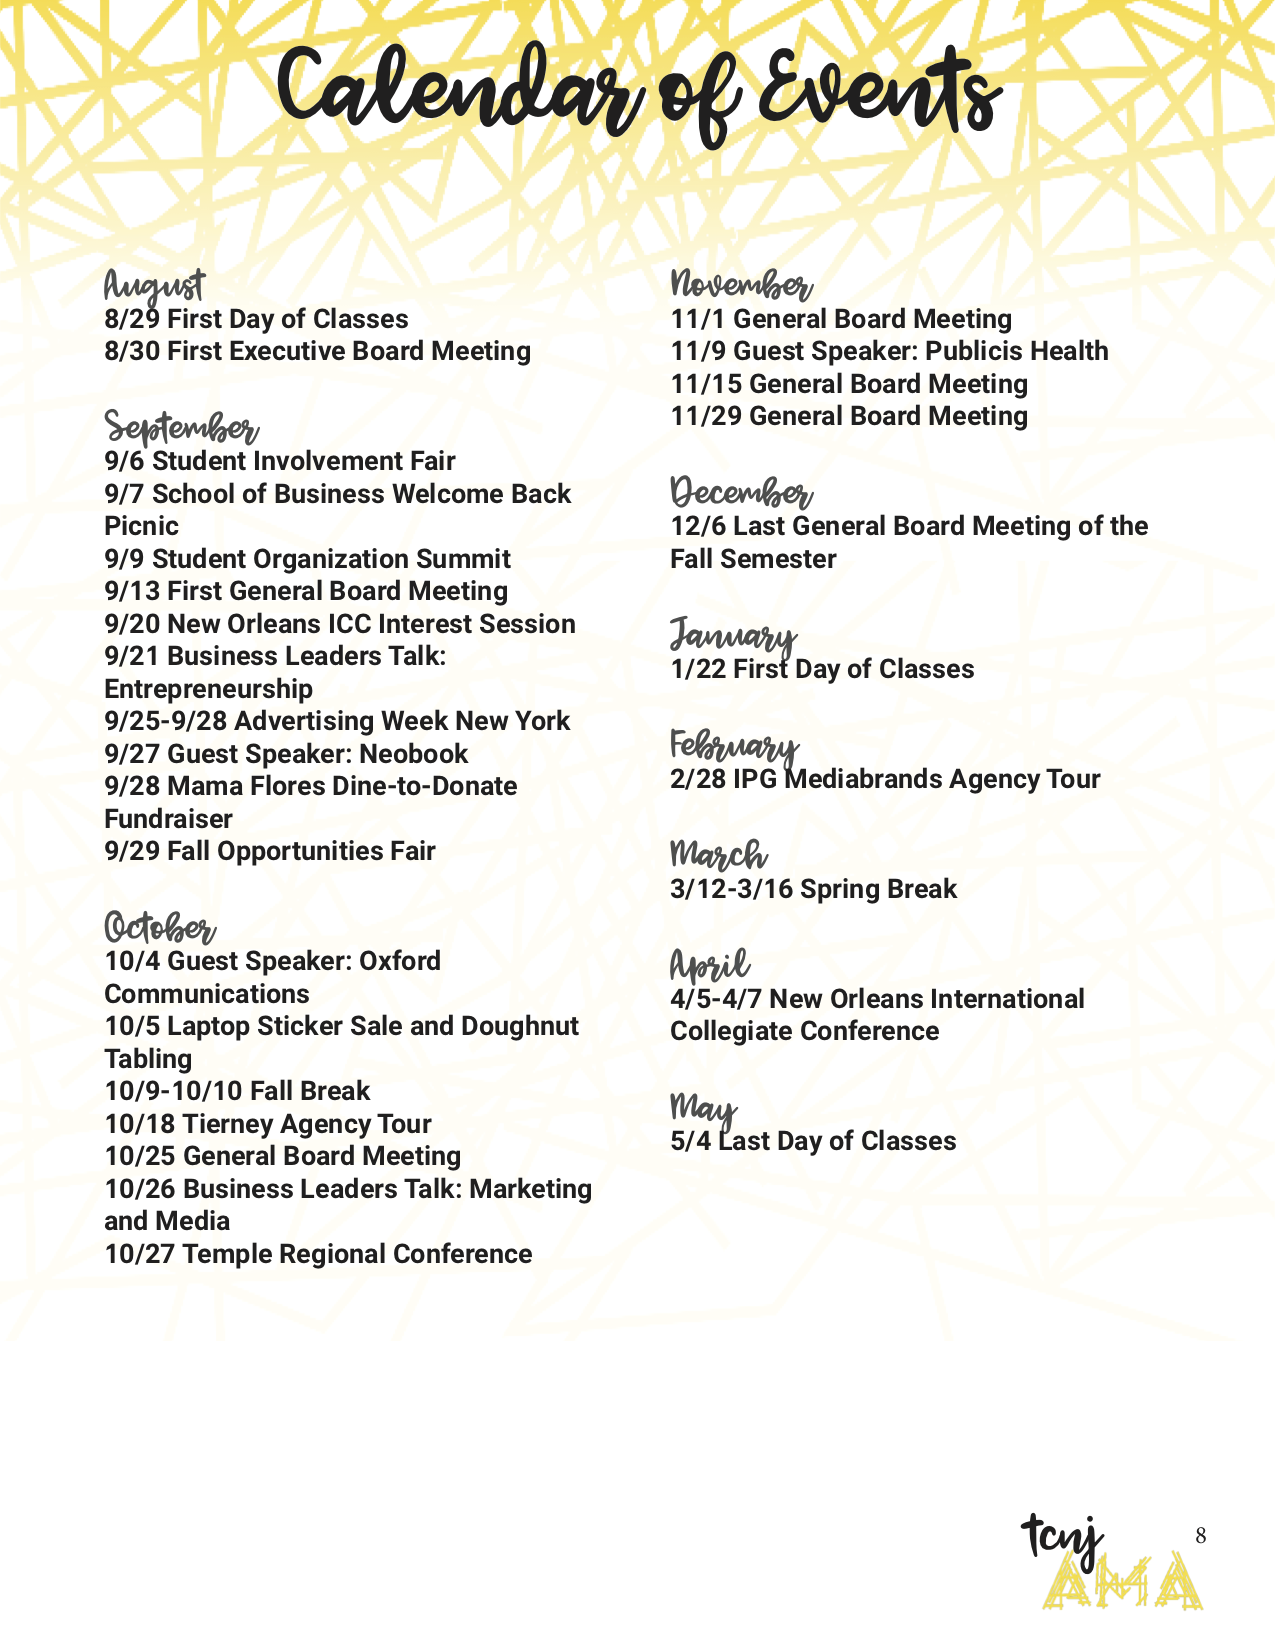 Calendar of Events
August
8/29 First Day of Classes
8/30 First Executive Board Meeting
September
9/6 Student Involvement Fair
9/7 School of Business Welcome Back
Picnic
9/9 Student Organization Summit
9/13 First General Board Meeting
9/20 New Orleans ICC Interest Session
9/21 Business Leaders Talk:
Entrepreneurship
9/25-9/28 Advertising Week New York
9/27 Guest Speaker: Neobook
9/28 Mama Flores Dine-to-Donate
Fundraiser
9/29 Fall Opportunities Fair
October
10/4 Guest Speaker: Oxford
Communications
10/5 Laptop Sticker Sale and Doughnut
Tabling
10/9-10/10 Fall Break
10/18 Tierney Agency Tour
10/25 General Board Meeting
10/26 Business Leaders Talk: Marketing
and Media
10/27 Temple Regional Conference
November
11/1 General Board Meeting
11/9 Guest Speaker: Publicis Health
11/15 General Board Meeting
11/29 General Board Meeting
December
12/6 Last General Board Meeting of the
Fall Semester
January
1/22 First Day of Classes
February
2/28 IPG Mediabrands Agency Tour
March
3/12-3/16 Spring Break
April
4/5-4/7 New Orleans International
Collegiate Conference
May
5/4 Last Day of Classes
tcnj
AMA
8